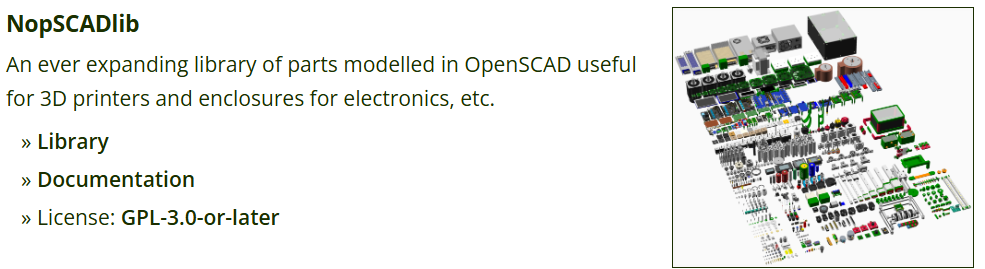 NopSCADlib
An ever expanding library of parts modelled in OpenSCAD useful
for 3D printers and enclosures for electronics, etc.
» Library
» Documentation
» License: GPL-3.0-or-later